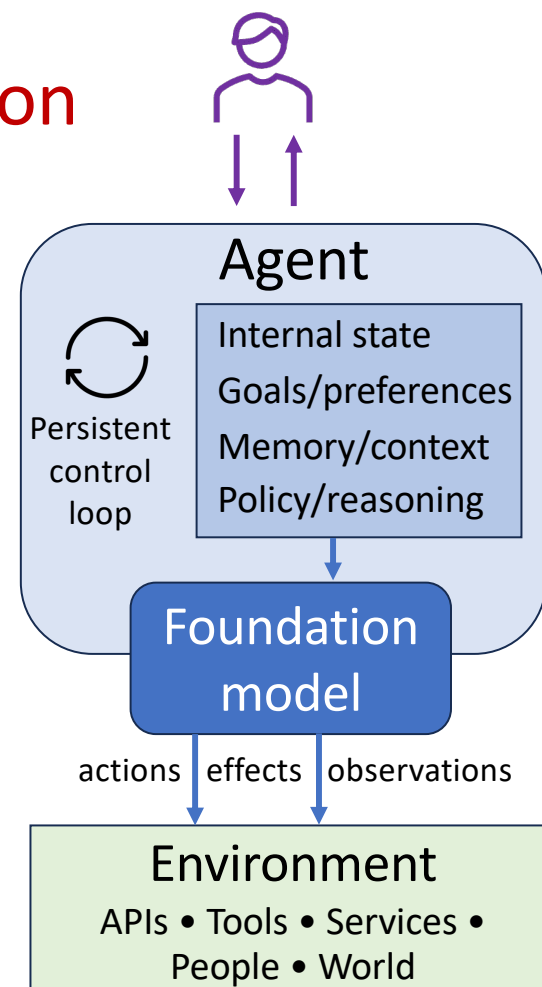 on
Agent
Internal state
Goals/preferences
Memory/context
Policy/reasoning
Persistent
control
loop
Foundation
model
actions effects observations
Environment
APIs • Tools • Services •
People • World